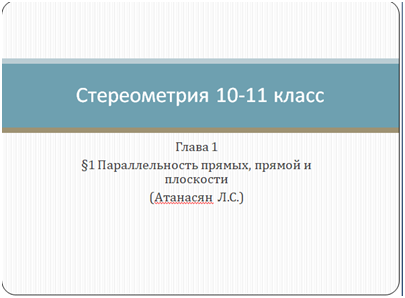 Стереометрия 10-11 класс
Глава 1
§1 Параллельность прямых, прямой и
плоскости
(Атанасян Л.С.)